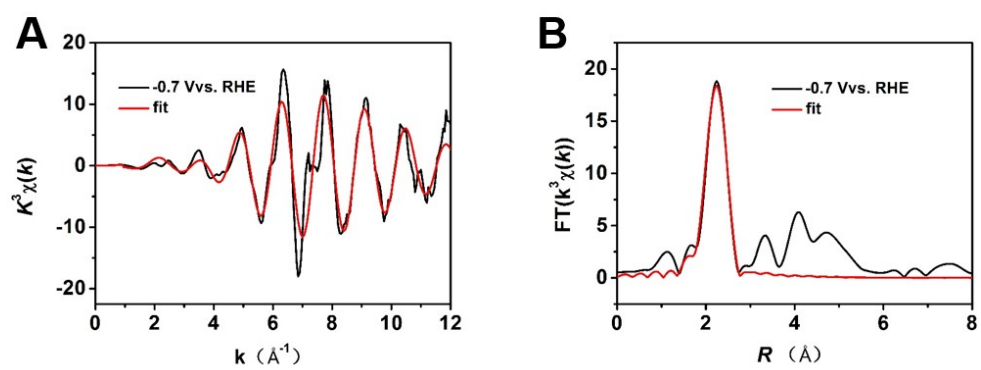 A
B
-0.7 Vvs. RHE
fit
K³χ(k)
20
10
0
-10
-20
0 2 4 6 8 10 12
k（Å⁻¹）
-0.7 Vvs. RHE
fit
FT(k³χ(k))
20
15
10
5
0
0 2 4 6 8
R （Å）